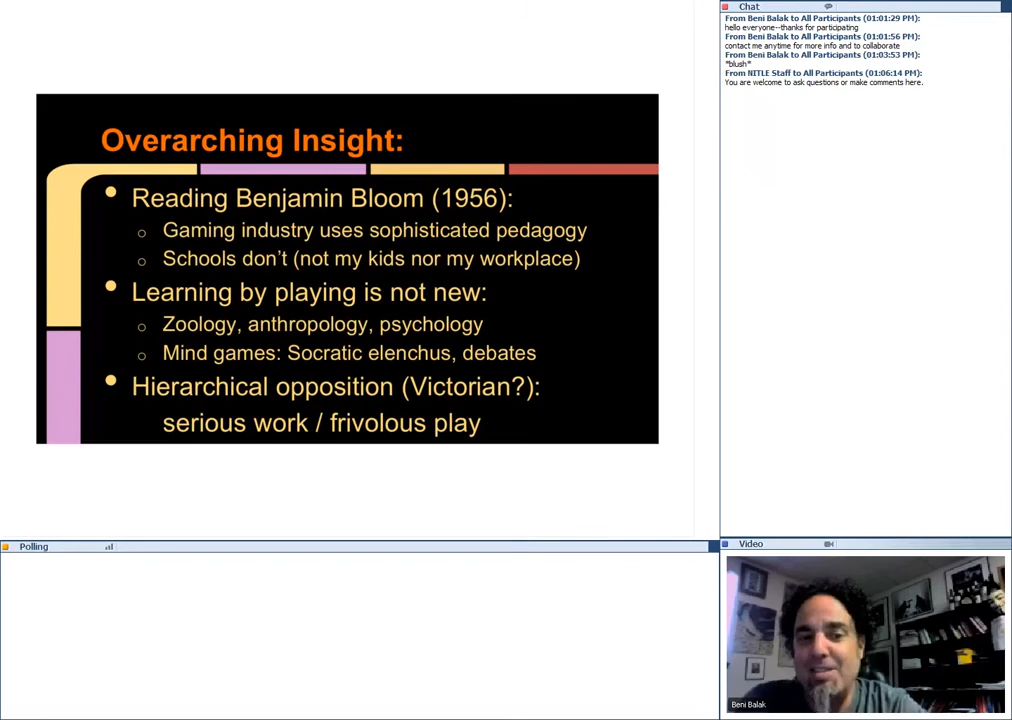 Overarching Insight:
• Reading Benjamin Bloom (1956):
o Gaming industry uses sophisticated pedagogy
o Schools don't (not my kids nor my workplace)
• Learning by playing is not new:
o Zoology, anthropology, psychology
o Mind games: Socratic elenchus, debates
• Hierarchical opposition (Victorian?):
serious work / frivolous play
Chat
From Beni Balak to All Participants (01:01:29 PM):
hello everyone--thanks for participating
From Beni Balak to All Participants (01:01:56 PM):
contact me anytime for more info and to collaborate
From Beni Balak to All Participants (01:03:53 PM):
*blush*
From NITLE Staff to All Participants (01:06:14 PM):
You are welcome to ask questions or make comments here.
Polling
Video
Beni Balak